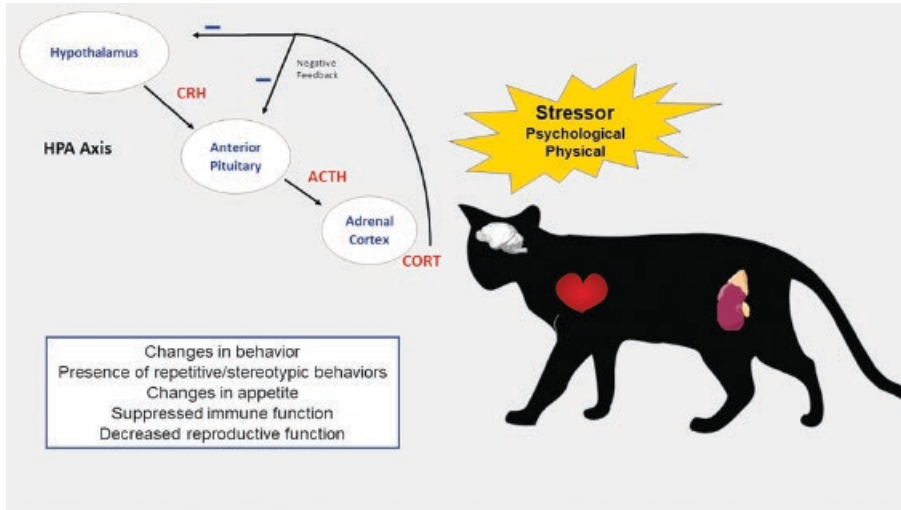 Hypothalamus
–
–
Negative
Feedback
CRH
HPA Axis
Anterior
Pituitary
ACTH
Adrenal
Cortex
CORT
Stressor
Psychological
Physical
Changes in behavior
Presence of repetitive/stereotypic behaviors
Changes in appetite
Suppressed immune function
Decreased reproductive function